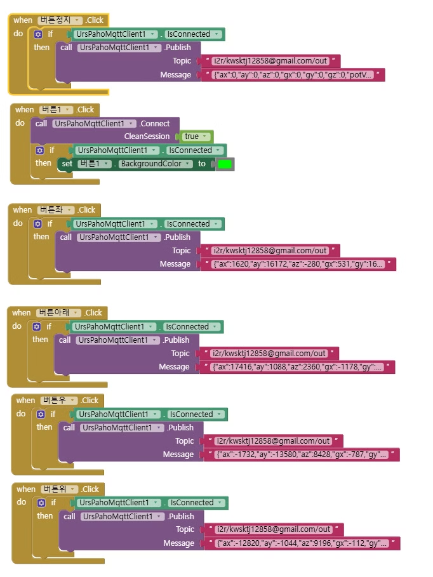 when 버튼정지 .Click
do if UrsPahoMqttClient1 . IsConnected
then call UrsPahoMqttClient1 .Publish
Topic " i2r/kwsktj12858@gmail.com/out "
Message " {"ax":0,"ay":0,"az":0,"gx":0,"gy":0,"gz":0,"potV... "
when 버튼1 .Click
do call UrsPahoMqttClient1 .Connect
CleanSession true
if UrsPahoMqttClient1 . IsConnected
then set 버튼1 . BackgroundColor to
when 버튼좌 .Click
do if UrsPahoMqttClient1 . IsConnected
then call UrsPahoMqttClient1 .Publish
Topic " i2r/kwsktj12858@gmail.com/out "
Message " {"ax":1620,"ay":16172,"az":-280,"gx":531,"gy":16... "
when 버튼아래 .Click
do if UrsPahoMqttClient1 . IsConnected
then call UrsPahoMqttClient1 .Publish
Topic " i2r/kwsktj12858@gmail.com/out "
Message " {"ax":17416,"ay":1088,"az":2360,"gx":-1178,"gy":... "
when 버튼우 .Click
do if UrsPahoMqttClient1 . IsConnected
then call UrsPahoMqttClient1 .Publish
Topic " i2r/kwsktj12858@gmail.com/out "
Message " {"ax":-1732,"ay":-13580,"az":8428,"gx":-787,"gy... "
when 버튼위 .Click
do if UrsPahoMqttClient1 . IsConnected
then call UrsPahoMqttClient1 .Publish
Topic " i2r/kwsktj12858@gmail.com/out "
Message " {"ax":-12820,"ay":-1044,"az":9196,"gx":-112,"gy"... "